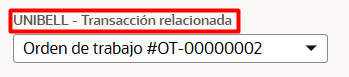 UNIBELL - Transacción relacionada
Orden de trabajo #OT-00000002